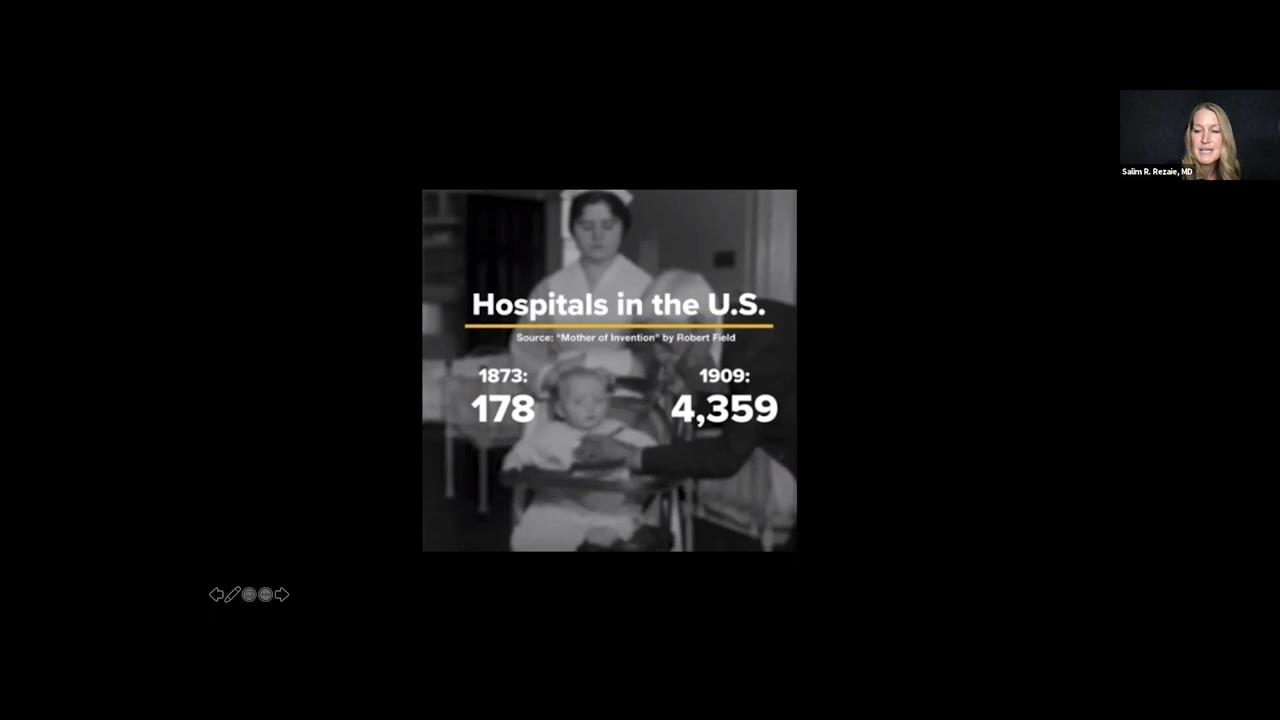 Hospitals in the U.S.
Source: "Mother of Invention" by Robert Field
1873:
178
1909:
4,359
Salim R. Rezaie, MD